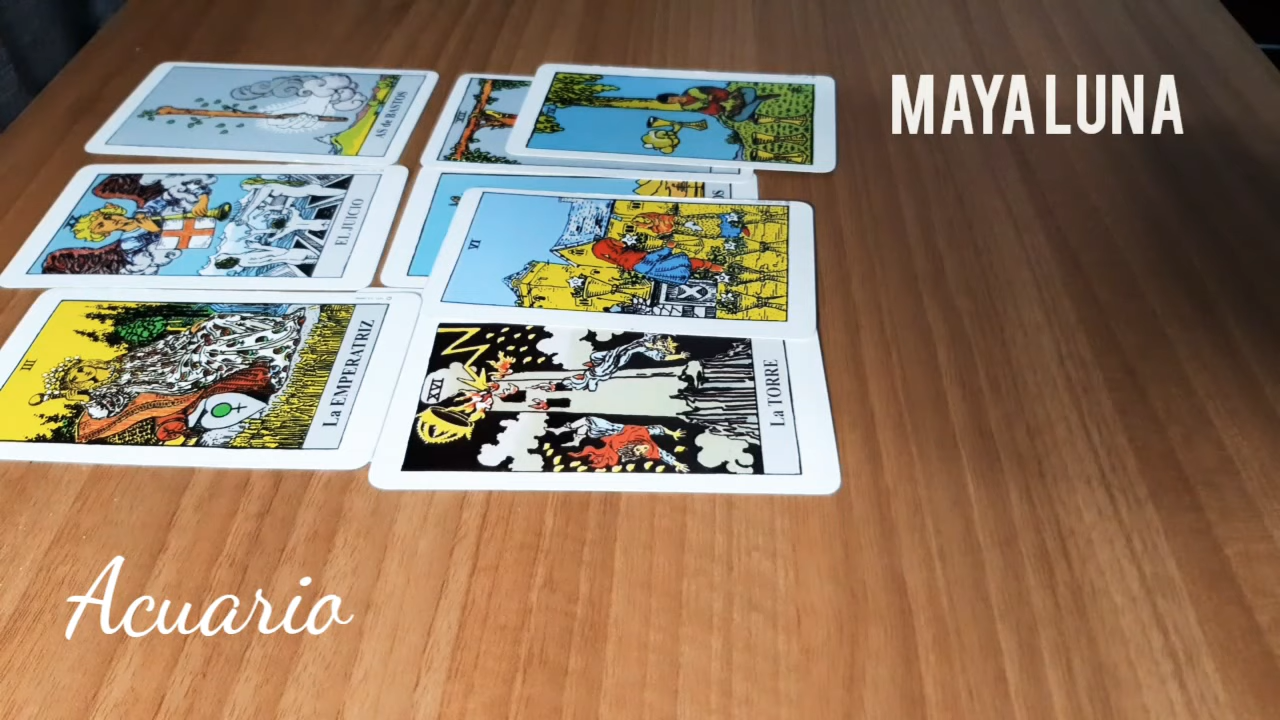 MAYA LUNA
AS de BASTOS
EL JUICIO
VI
III
La EMPERATRIZ
XVI
La TORRE
Acuario